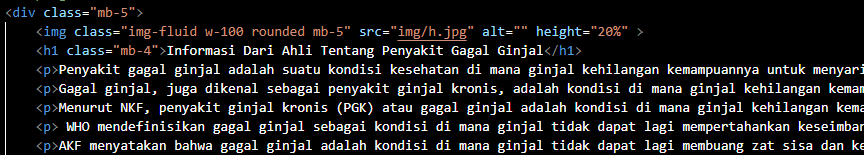 <div class="mb-5">
<img class="img-fluid w-100 rounded mb-5" src="img/h.jpg" alt="" height="20%" >
<h1 class="mb-4">Informasi Dari Ahli Tentang Penyakit Gagal Ginjal</h1>
<p>Penyakit gagal ginjal adalah suatu kondisi kesehatan di mana ginjal kehilangan kemampuannya untuk menyari
<p>Gagal ginjal, juga dikenal sebagai penyakit ginjal kronis, adalah kondisi di mana ginjal kehilangan kemam
<p>Menurut NKF, penyakit ginjal kronis (PGK) atau gagal ginjal adalah kondisi di mana ginjal kehilangan kema
<p> WHO mendefinisikan gagal ginjal sebagai kondisi di mana ginjal tidak dapat lagi mempertahankan keseimban
<p>AKF menyatakan bahwa gagal ginjal adalah kondisi di mana ginjal tidak dapat lagi membuang zat sisa dan ke